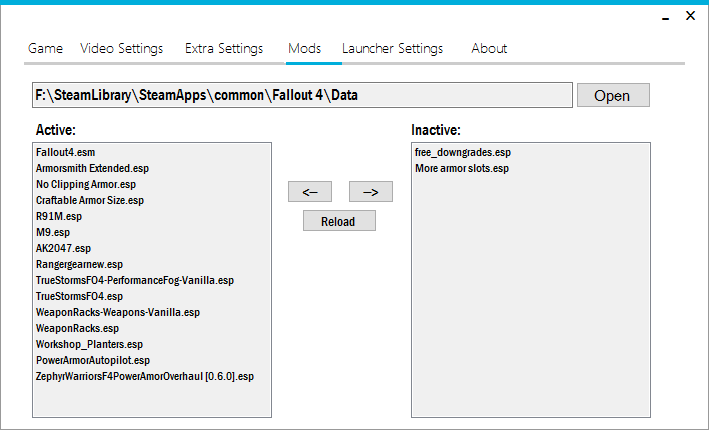 Game Video Settings Extra Settings Mods Launcher Settings About
F:\SteamLibrary\SteamApps\common\Fallout 4\Data Open
Active:
Fallout4.esm
Armorsmith Extended.esp
No Clipping Armor.esp
Craftable Armor Size.esp
R91M.esp
M9.esp
AK2047.esp
Rangergearnew.esp
TrueStormsFO4-PerformanceFog-Vanilla.esp
TrueStormsFO4.esp
WeaponRacks-Weapons-Vanilla.esp
WeaponRacks.esp
Workshop_Planters.esp
PowerArmorAutopilot.esp
ZephyrWarriorsF4PowerAmorOverhaul [0.6.0].esp
<-- -->
Reload
Inactive:
free_downgrades.esp
More armor slots.esp